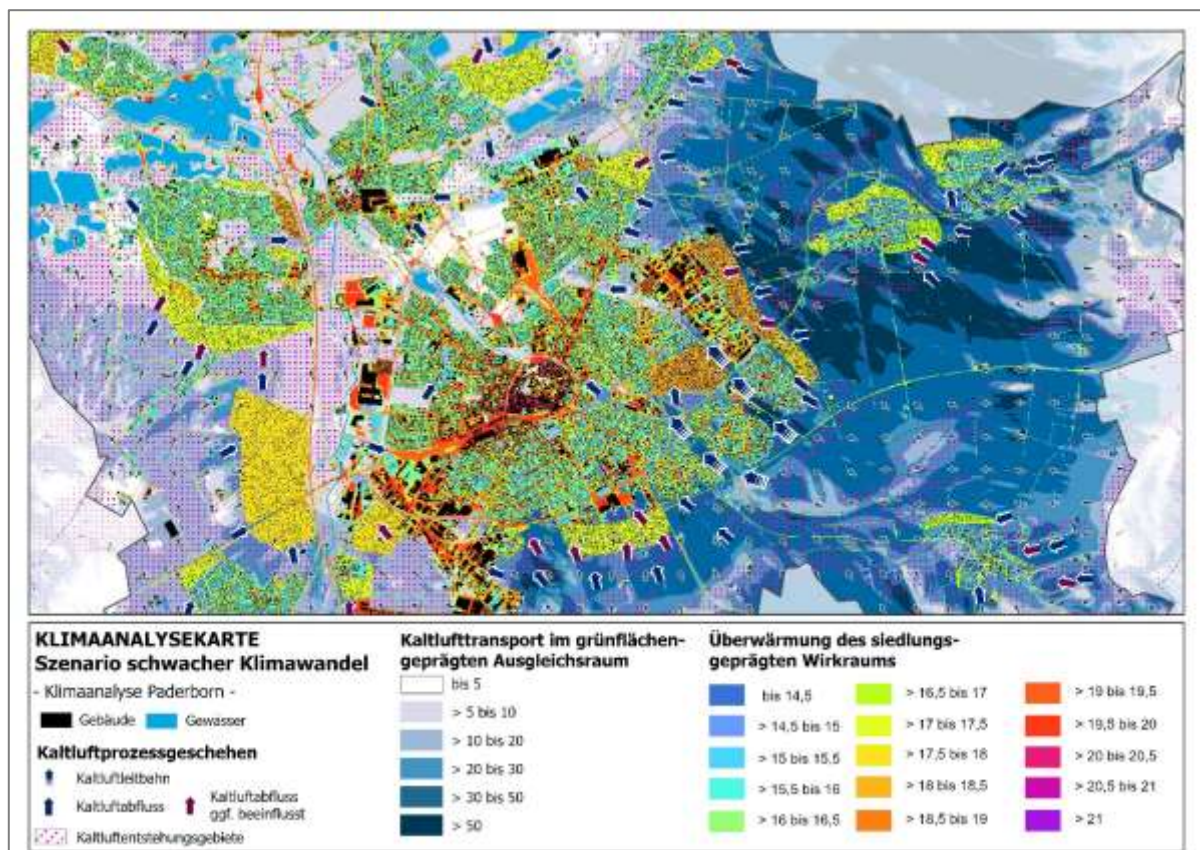 KLIMAANALYSEKARTE
Szenario schwacher Klimawandel
- Klimaanalyse Paderborn -
Gebäude
Gewässer
Kaltluftprozessgeschehen
Kaltluftleitbahn
Kaltluftabfluss
Kaltluftabfluss
ggf. beeinflusst
Kaltluftentstehungsgebiete
Kaltlufttransport im grünflächen-
geprägten Ausgleichsraum
bis 5
> 5 bis 10
> 10 bis 20
> 20 bis 30
> 30 bis 50
> 50
Überwärmung des siedlungs-
geprägten Wirkraums
bis 14,5
> 14,5 bis 15
> 15 bis 15,5
> 15,5 bis 16
> 16 bis 16,5
> 16,5 bis 17
> 17 bis 17,5
> 17,5 bis 18
> 18 bis 18,5
> 18,5 bis 19
> 19 bis 19,5
> 19,5 bis 20
> 20 bis 20,5
> 20,5 bis 21
> 21